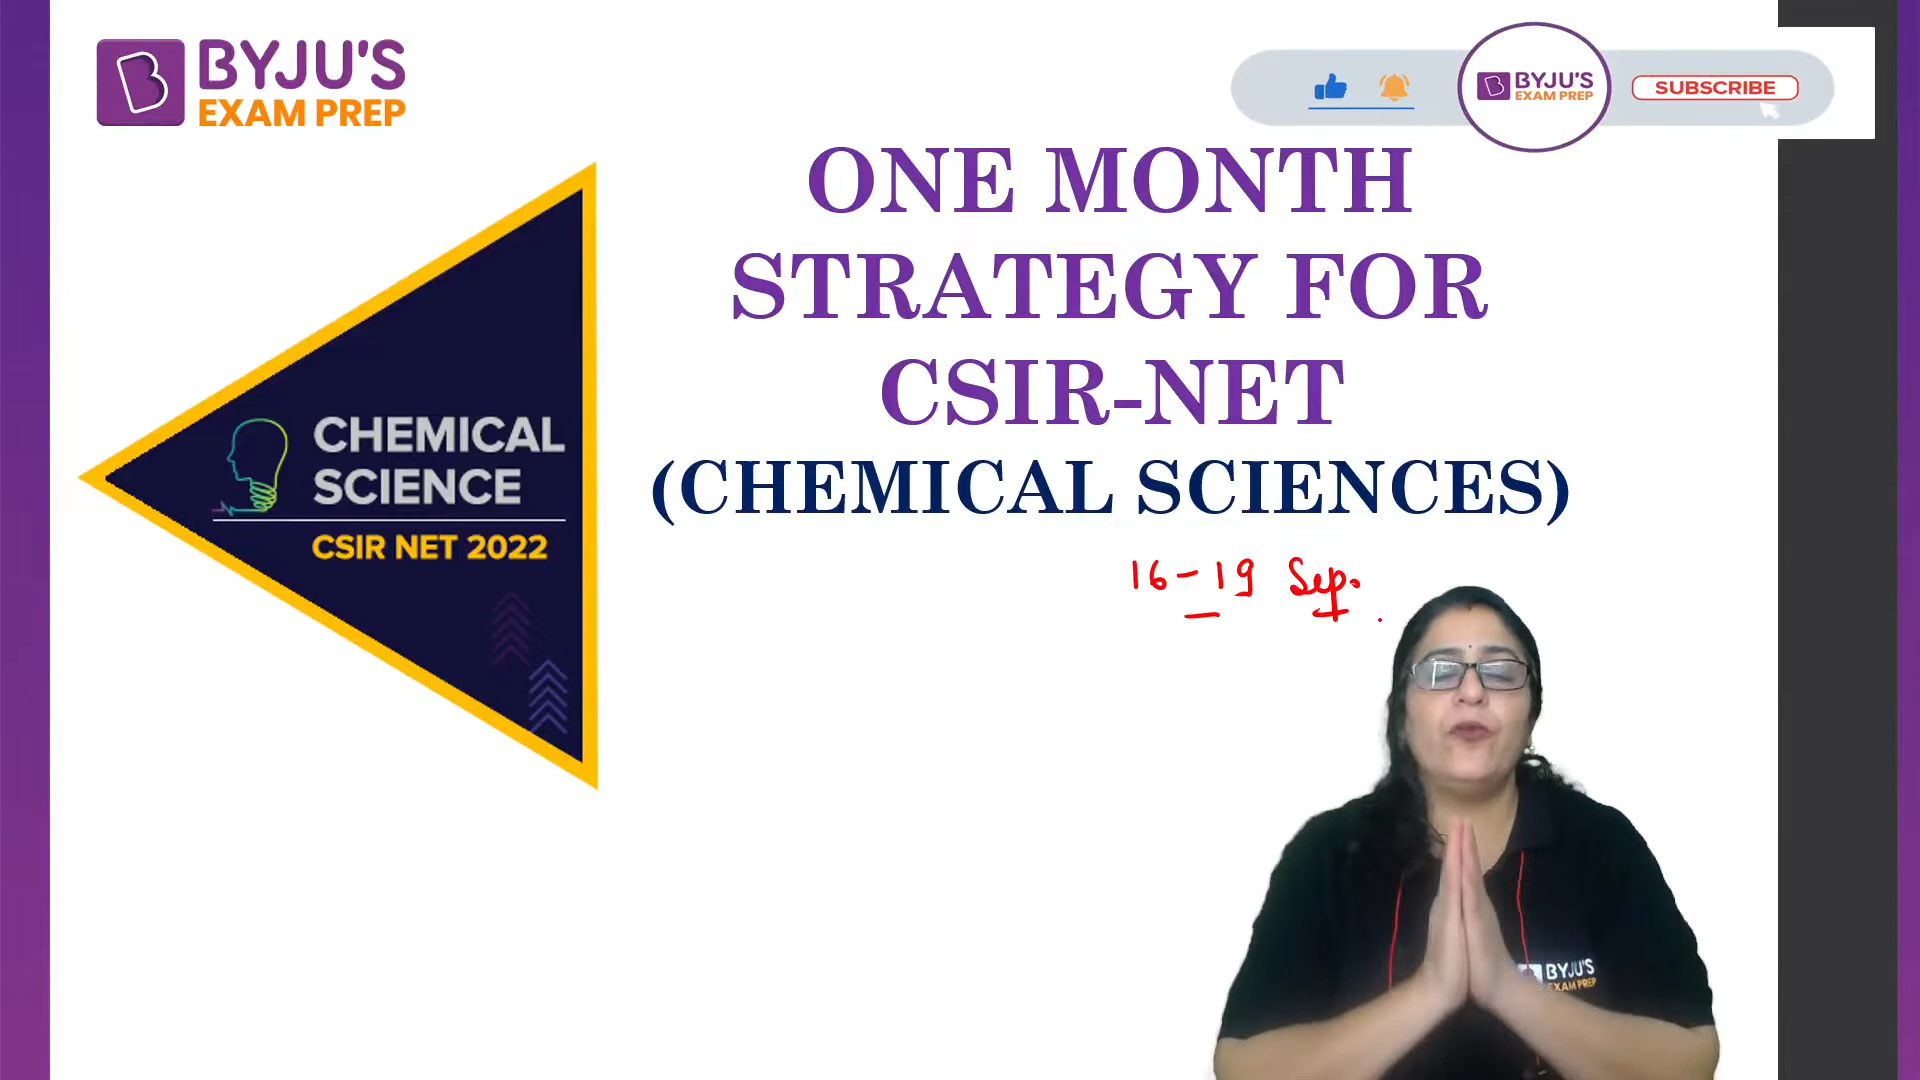 BYJU'S
EXAM PREP
BYJU'S
EXAM PREP
SUBSCRIBE
ONE MONTH
STRATEGY FOR
CSIR-NET
(CHEMICAL SCIENCES)
CHEMICAL
SCIENCE
CSIR NET 2022
16-19 Sep.
BYJU'S
EXAM PREP